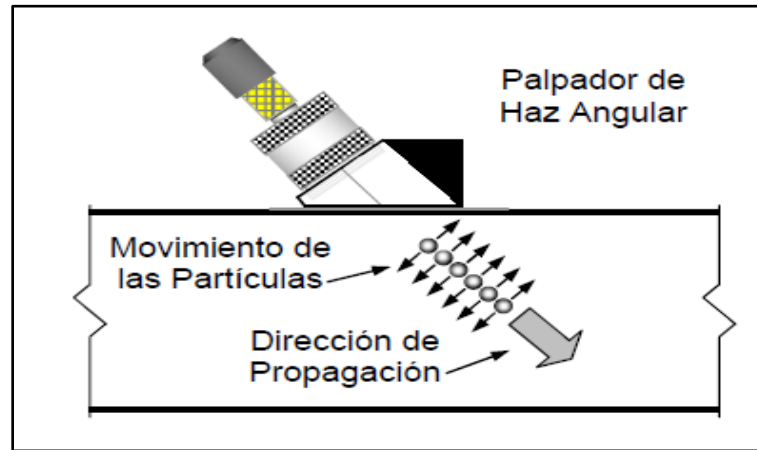 Palpador de
Haz Angular
Movimiento de
las Partículas
Dirección de
Propagación